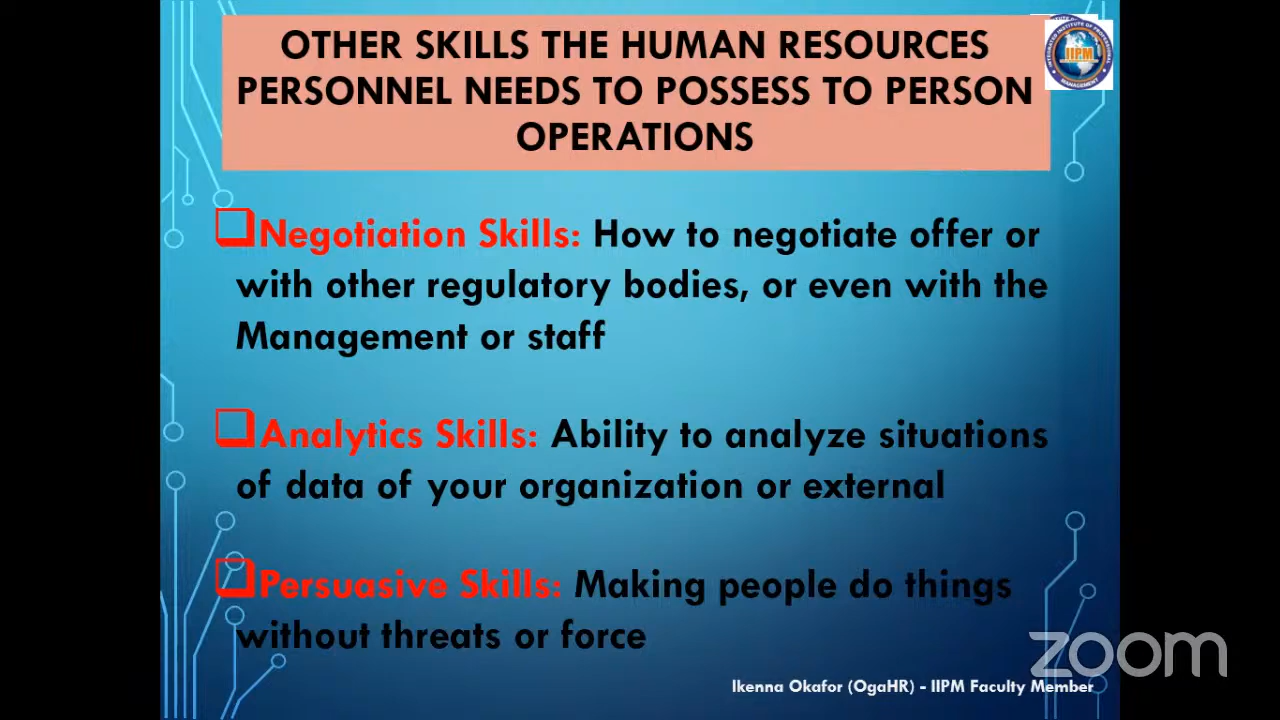 OTHER SKILLS THE HUMAN RESOURCES
PERSONNEL NEEDS TO POSSESS TO PERSON
OPERATIONS
IIPM
Negotiation Skills: How to negotiate offer or
with other regulatory bodies, or even with the
Management or staff
Analytics Skills: Ability to analyze situations
of data of your organization or external
Persuasive Skills: Making people do things
without threats or force
zoom
Ikenna Okafor (OgaHR) - IIPM Faculty Member